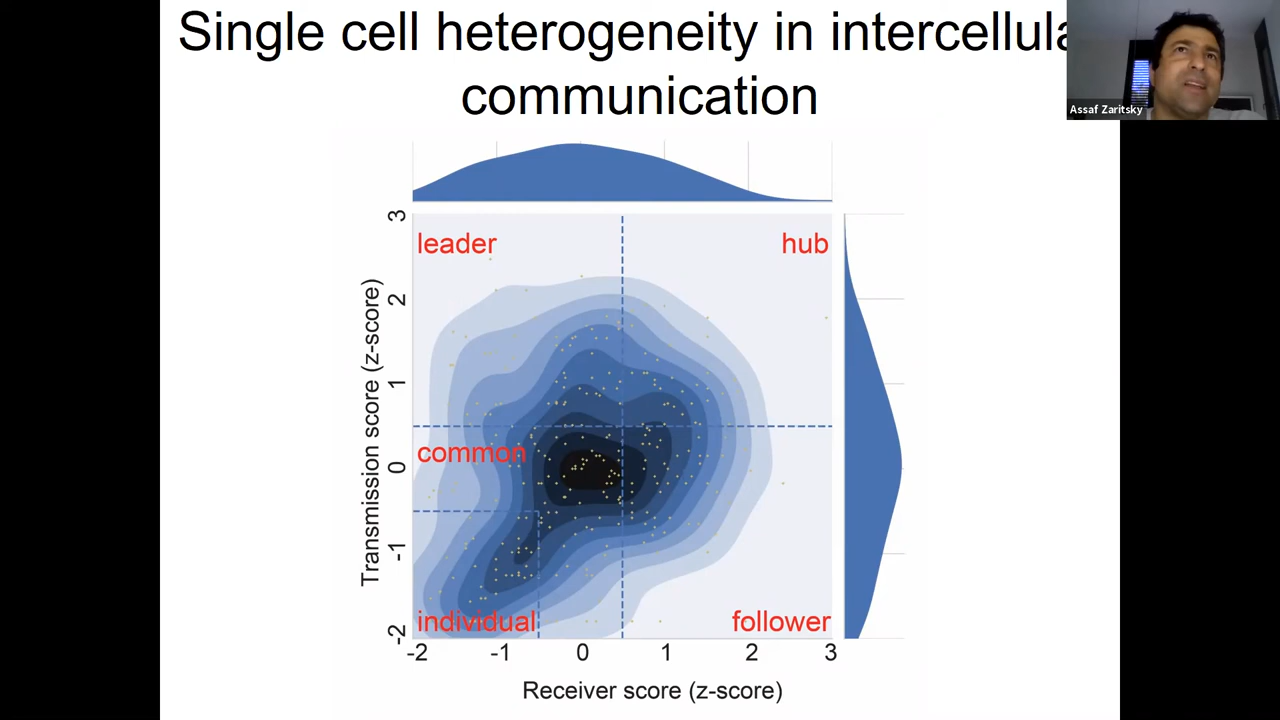 Single cell heterogeneity in intercellula
communication
Assaf Zaritsky
leader
hub
common
individual
follower
3
2
1
0
-1
-2
Transmission score (z-score)
-2 -1 0 1 2 3
Receiver score (z-score)